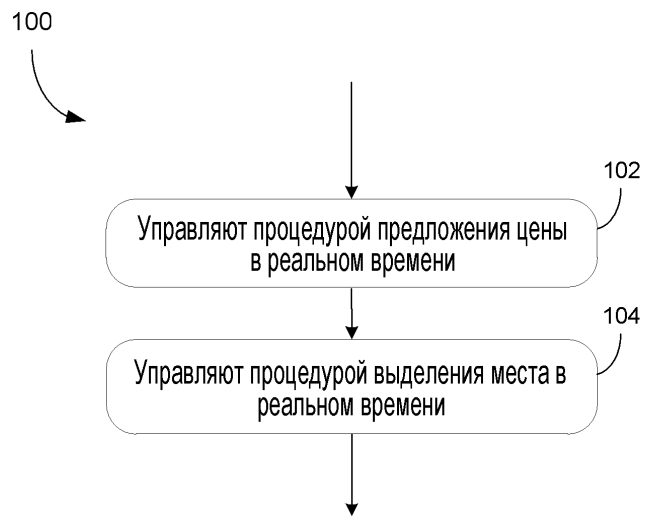 100
102
Управляют процедурой предложения цены
в реальном времени
104
Управляют процедурой выделения места в
реальном времени